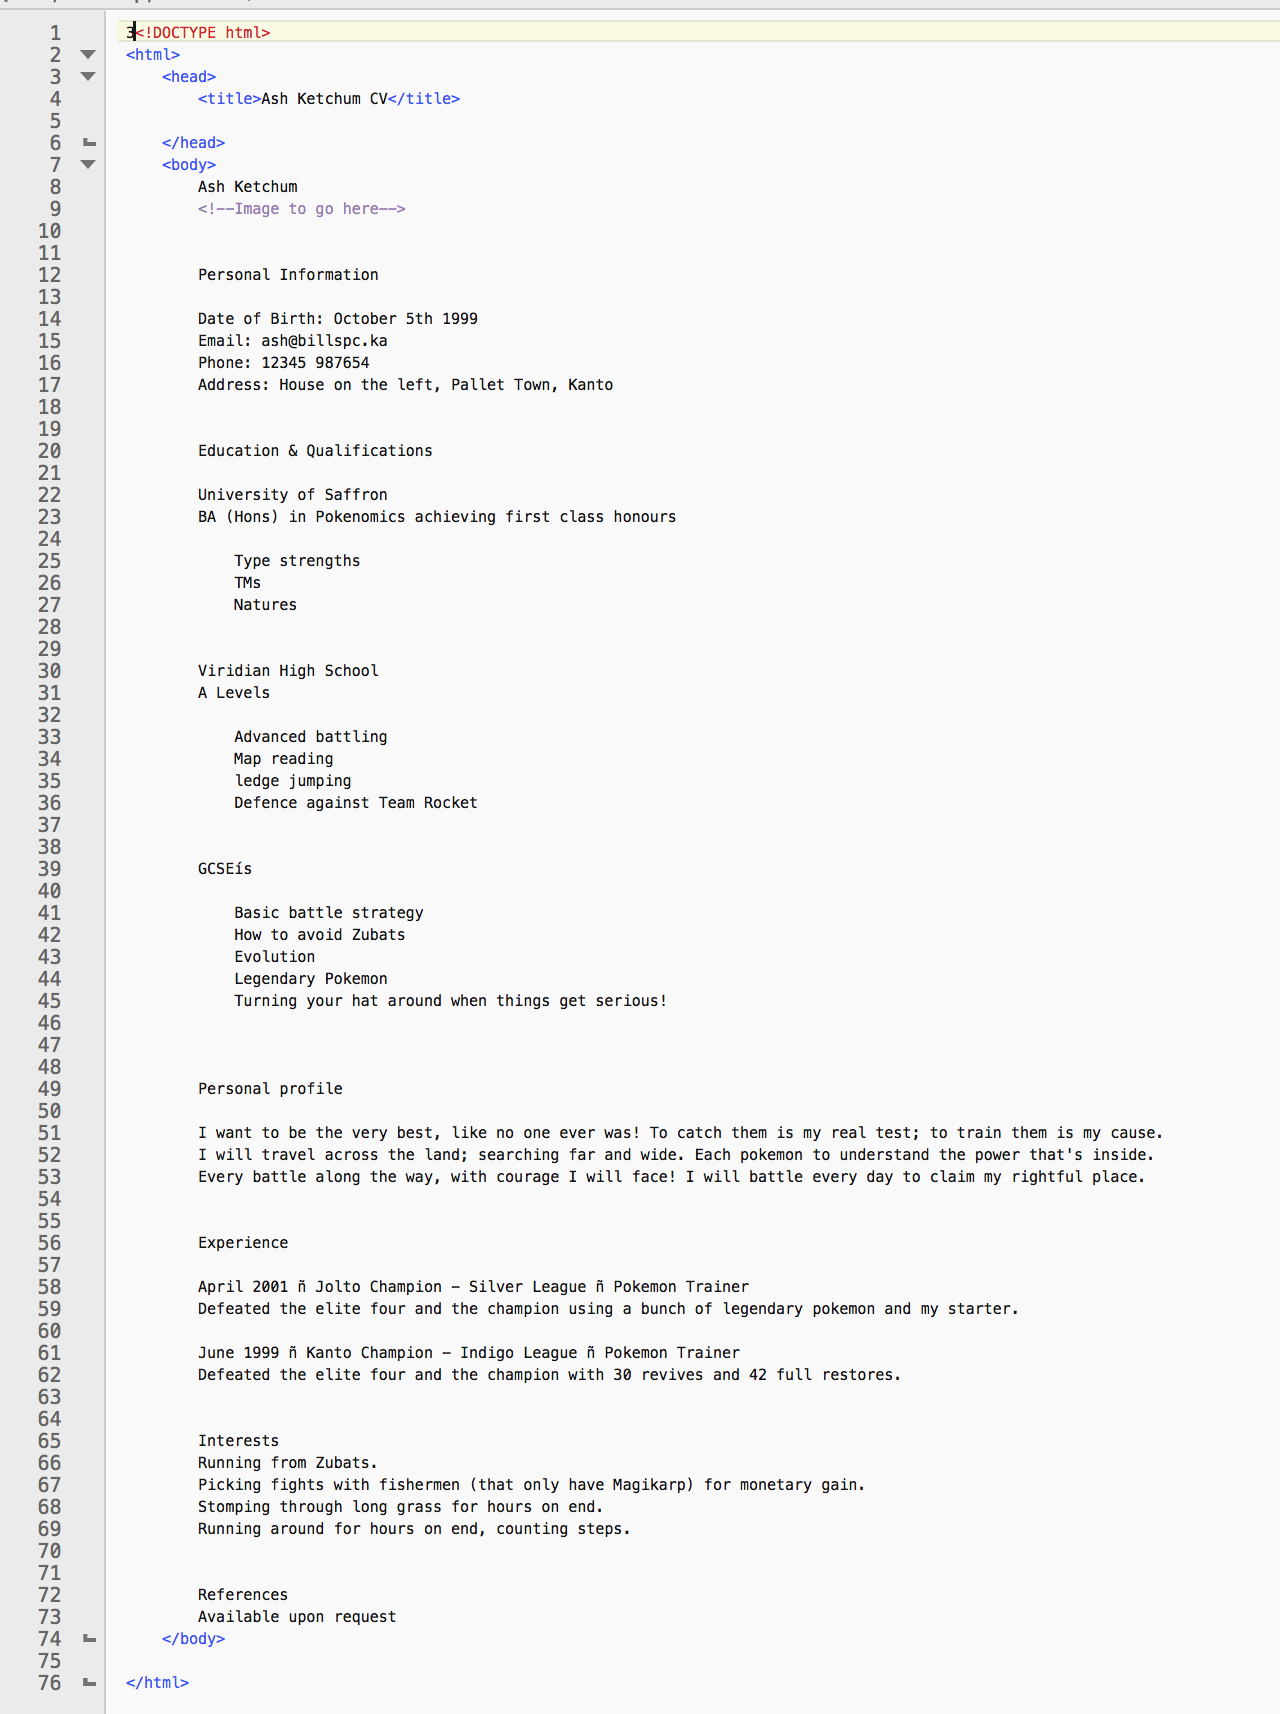 1 3<!DOCTYPE html>
2 <html>
3 <head>
4 <title>Ash Ketchum CV</title>
5
6 </head>
7 <body>
8 Ash Ketchum
9 <!--Image to go here-->
10
11
12 Personal Information
13
14 Date of Birth: October 5th 1999
15 Email: ash@billspc.ka
16 Phone: 12345 987654
17 Address: House on the left, Pallet Town, Kanto
18
19
20 Education & Qualifications
21
22 University of Saffron
23 BA (Hons) in Pokenomics achieving first class honours
24
25 Type strengths
26 TMs
27 Natures
28
29
30 Viridian High School
31 A Levels
32
33 Advanced battling
34 Map reading
35 ledge jumping
36 Defence against Team Rocket
37
38
39 GCSEís
40
41 Basic battle strategy
42 How to avoid Zubats
43 Evolution
44 Legendary Pokemon
45 Turning your hat around when things get serious!
46
47
48
49 Personal profile
50
51 I want to be the very best, like no one ever was! To catch them is my real test; to train them is my cause.
52 I will travel across the land; searching far and wide. Each pokemon to understand the power that's inside.
53 Every battle along the way, with courage I will face! I will battle every day to claim my rightful place.
54
55
56 Experience
57
58 April 2001 ñ Jolto Champion – Silver League ñ Pokemon Trainer
59 Defeated the elite four and the champion using a bunch of legendary pokemon and my starter.
60
61 June 1999 ñ Kanto Champion – Indigo League ñ Pokemon Trainer
62 Defeated the elite four and the champion with 30 revives and 42 full restores.
63
64
65 Interests
66 Running from Zubats.
67 Picking fights with fishermen (that only have Magikarp) for monetary gain.
68 Stomping through long grass for hours on end.
69 Running around for hours on end, counting steps.
70
71
72 References
73 Available upon request
74 </body>
75
76 </html>